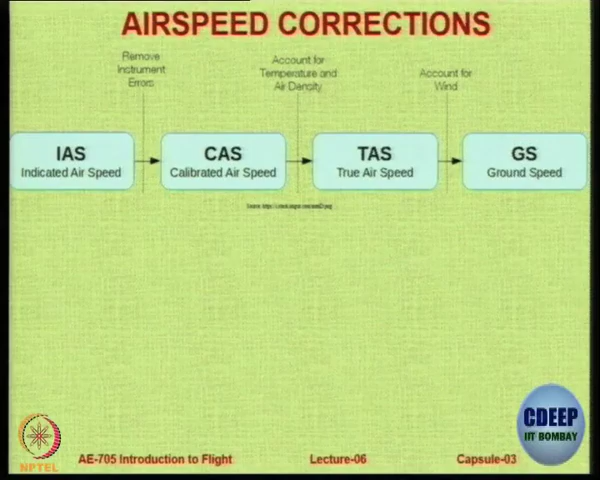 AIRSPEED CORRECTIONS
Remove
Instrument
Errors
Account for
Temperature and
Air Density
Account for
Wind
IAS
Indicated Air Speed
CAS
Calibrated Air Speed
TAS
True Air Speed
GS
Ground Speed
NPTEL
AE-705 Introduction to Flight
Lecture-06
Capsule-03
CDEEP
IIT BOMBAY